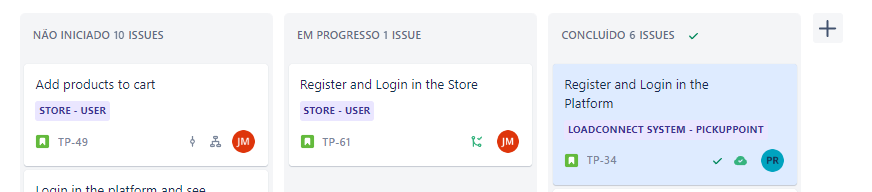 NÃO INICIADO 10 ISSUES
Add products to cart
STORE - USER
TP-49
JM
Login in the platform and see
EM PROGRESSO 1 ISSUE
Register and Login in the Store
STORE - USER
TP-61
JM
CONCLUÍDO 6 ISSUES
Register and Login in the
Platform
LOADCONNECT SYSTEM - PICKUPPOINT
TP-34
PR